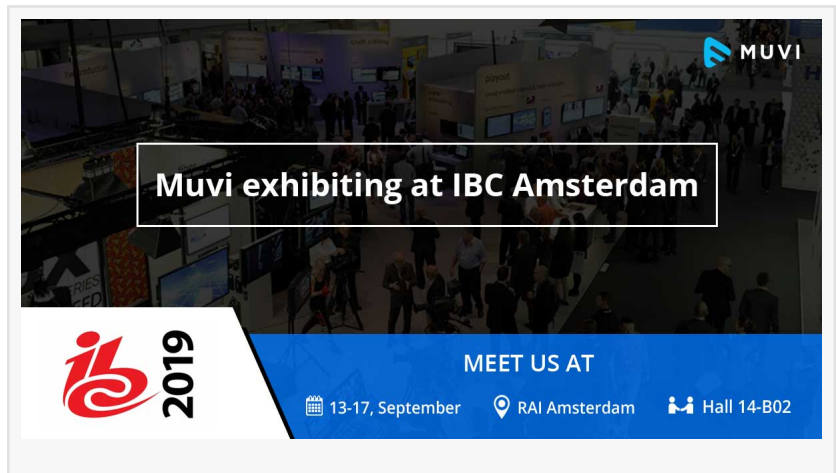 MUVI
playout
Muvi exhibiting at IBC Amsterdam
ibc
2019
MEET US AT
13-17, September
RAI Amsterdam
Hall 14-B02